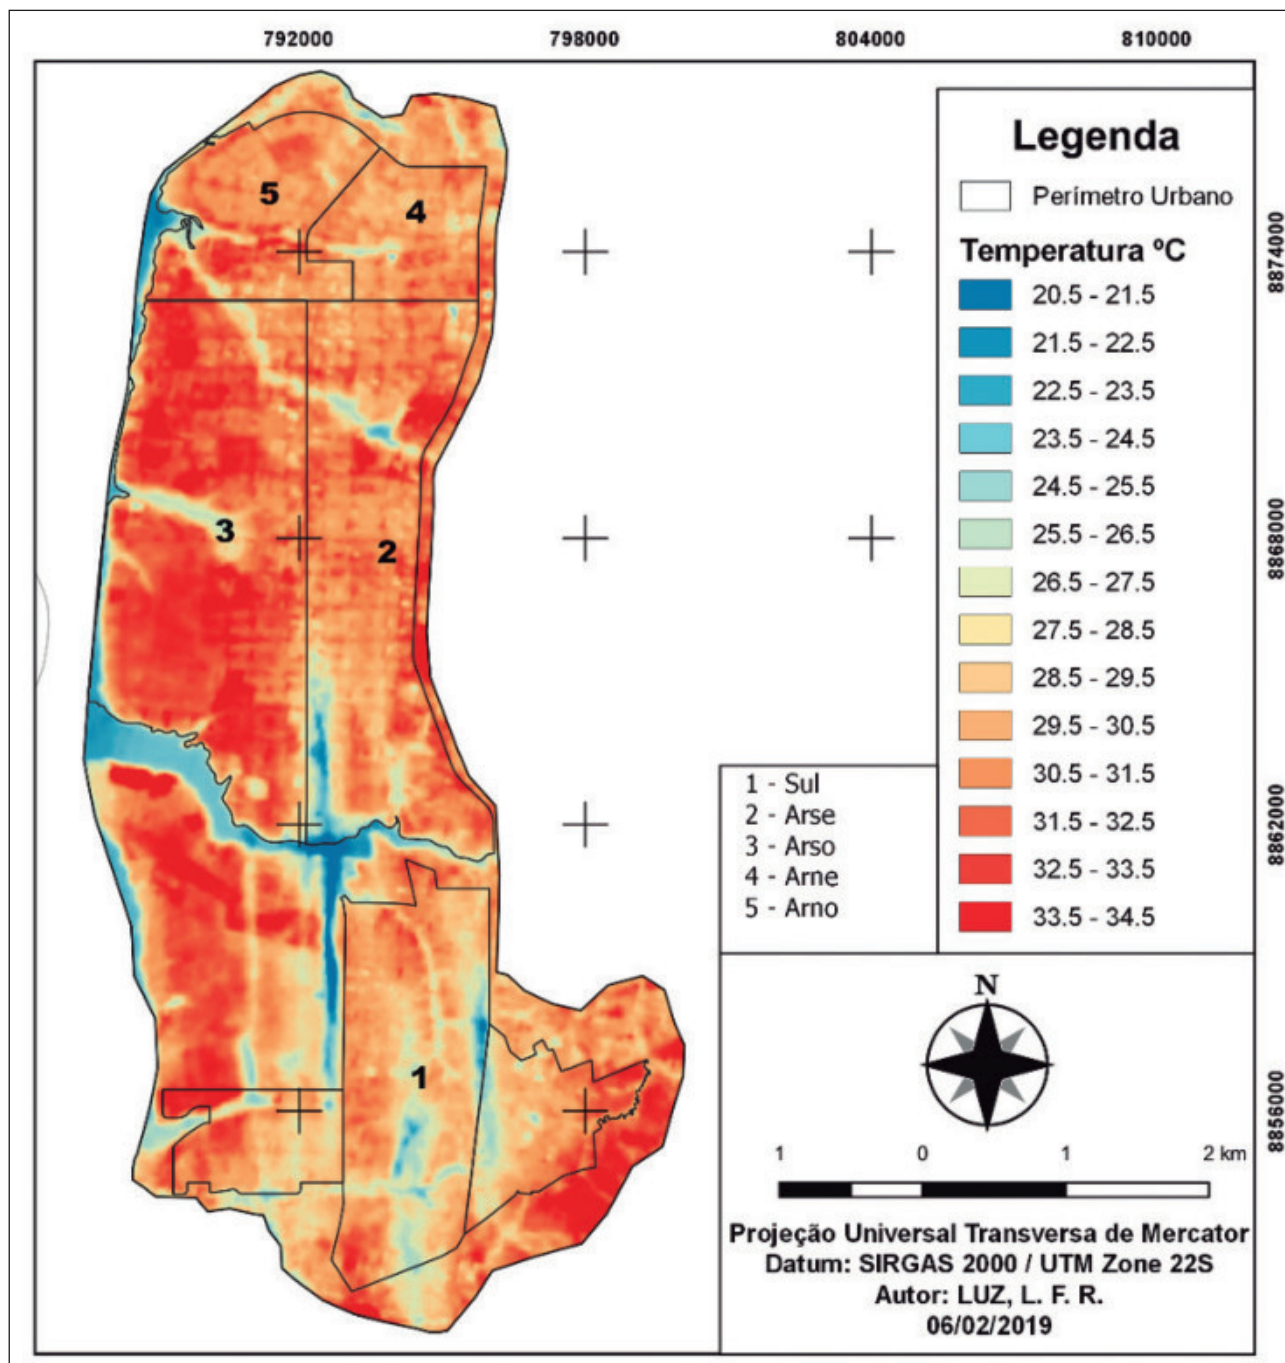 792000 798000 804000 810000
8874000
8868000
8862000
8856000
5
4
3
2
1
Legenda
Perímetro Urbano
Temperatura ºC
20.5 - 21.5
21.5 - 22.5
22.5 - 23.5
23.5 - 24.5
24.5 - 25.5
25.5 - 26.5
26.5 - 27.5
27.5 - 28.5
28.5 - 29.5
29.5 - 30.5
30.5 - 31.5
31.5 - 32.5
32.5 - 33.5
33.5 - 34.5
1 - Sul
2 - Arse
3 - Arso
4 - Arne
5 - Arno
N
1 0 1 2 km
Projeção Universal Transversa de Mercator
Datum: SIRGAS 2000 / UTM Zone 22S
Autor: LUZ, L. F. R.
06/02/2019